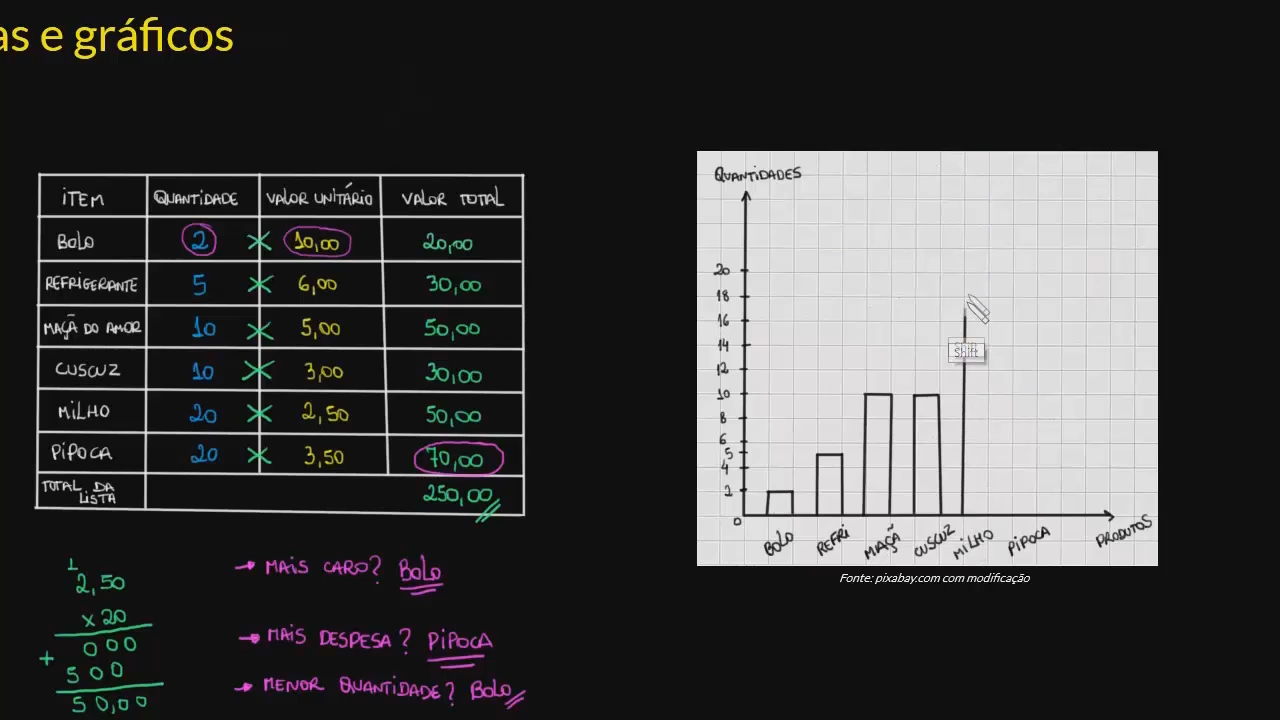 as e gráficos
ITEM QUANTIDADE VALOR UNITÁRIO VALOR TOTAL
BOLO 2 × 10,00 20,00
REFRIGERANTE 5 × 6,00 30,00
MAÇÃ DO AMOR 10 × 5,00 50,00
CUSCUZ 10 × 3,00 30,00
MILHO 20 × 2,50 50,00
PIPOCA 20 × 3,50 70,00
TOTAL DA
LISTA 250,00
1
2,50
x 20
000
+
500
50,00
→ MAIS CARO? BOLO
→ MAIS DESPESA? PIPOCA
→ MENOR QUANTIDADE? BOLO
QUANTIDADES
20
18
16
14
12
10
8
6
5
4
2
0
BOLO REFRI MAÇÃ CUSCUZ MILHO PIPOCA PRODUTOS
Shift
Fonte: pixabay.com com modificação